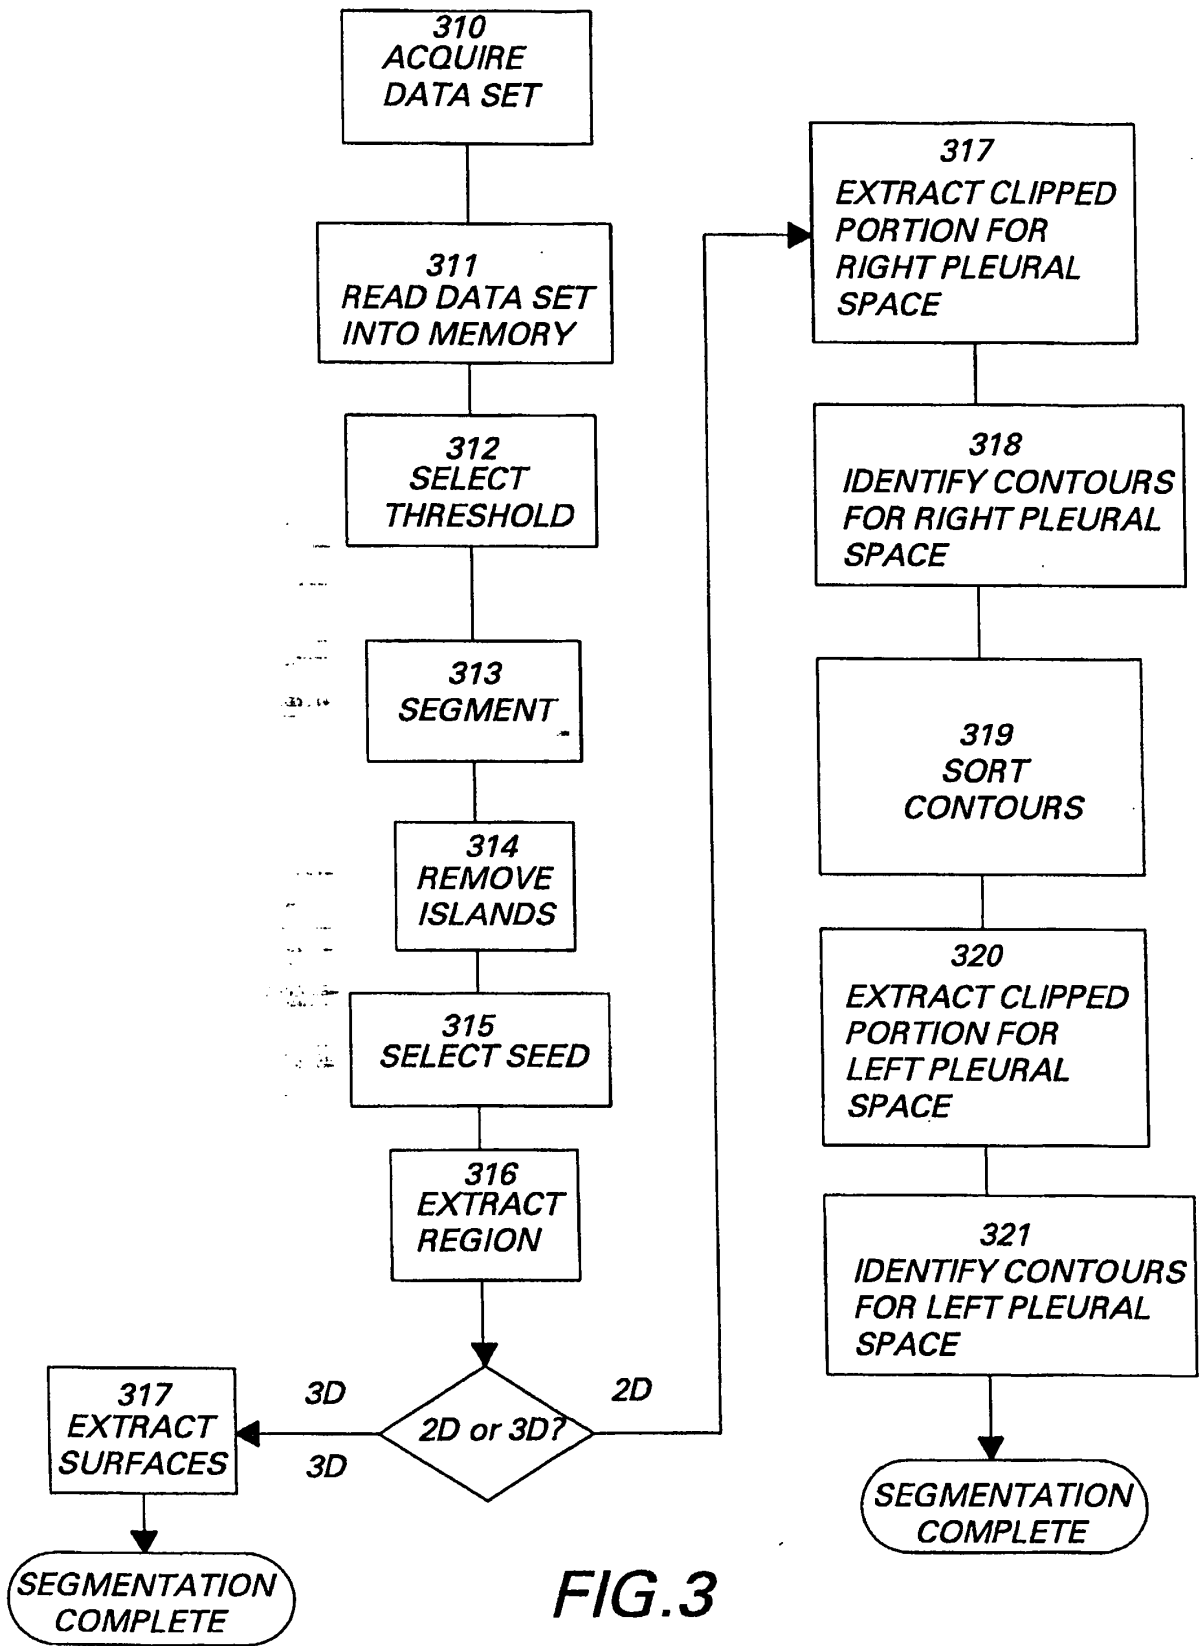 310
ACQUIRE
DATA SET
311
READ DATA SET
INTO MEMORY
312
SELECT
THRESHOLD
313
SEGMENT
314
REMOVE
ISLANDS
315
SELECT SEED
316
EXTRACT
REGION
2D or 3D?
3D
3D
2D
317
EXTRACT
SURFACES
SEGMENTATION
COMPLETE
317
EXTRACT CLIPPED
PORTION FOR
RIGHT PLEURAL
SPACE
318
IDENTIFY CONTOURS
FOR RIGHT PLEURAL
SPACE
319
SORT
CONTOURS
320
EXTRACT CLIPPED
PORTION FOR
LEFT PLEURAL
SPACE
321
IDENTIFY CONTOURS
FOR LEFT PLEURAL
SPACE
SEGMENTATION
COMPLETE
FIG.3